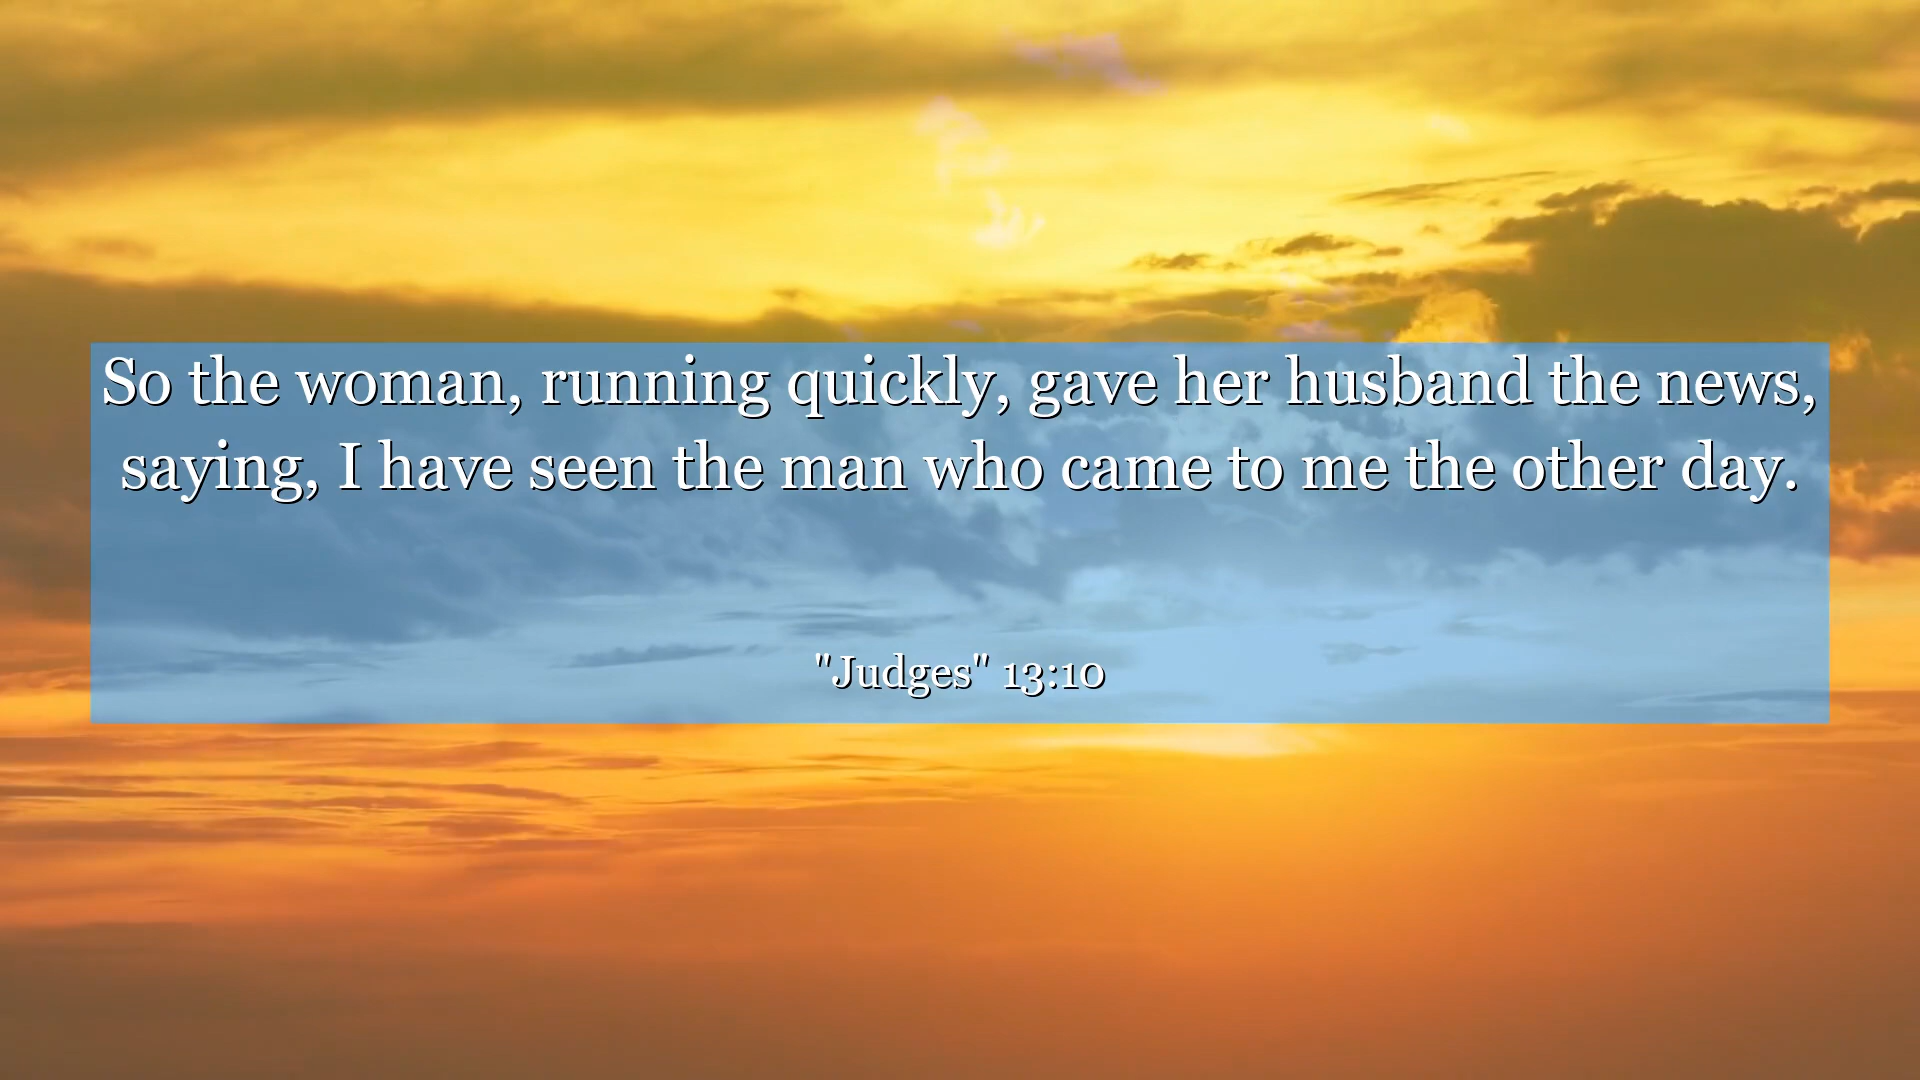 So the woman, running quickly, gave her husband the news,
saying, I have seen the man who came to me the other day.
"Judges" 13:10